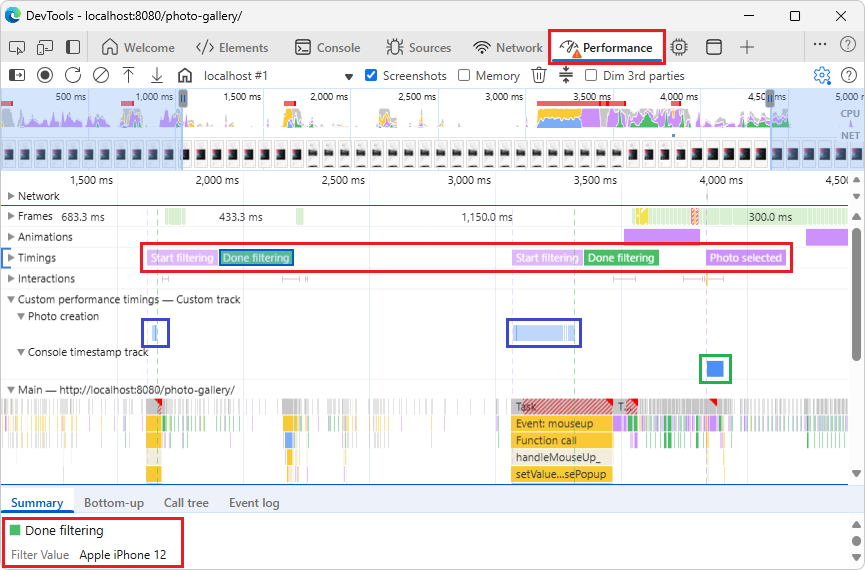 DevTools - localhost:8080/photo-gallery/
Welcome Elements Console Sources Network Performance
localhost #1 Screenshots Memory Dim 3rd parties
500 ms 1,000 ms 1,500 ms 2,000 ms 2,500 ms 3,000 ms 3,500 ms 4,000 ms 4,500 ms 5,000 ms
CPU
NET
1,500 ms 2,000 ms 2,500 ms 3,000 ms 3,500 ms 4,000 ms 4,500 ms
Network
Frames 683.3 ms 433.3 ms 1,150.0 ms 300.0 ms
Animations
Timings Start filtering Done filtering Start filtering Done filtering Photo selected
Interactions
Custom performance timings — Custom track
Photo creation
Console timestamp track
Main — http://localhost:8080/photo-gallery/
Task T...
Event: mouseup
Function call
handleMouseUp_
setValue...sePopup
Summary Bottom-up Call tree Event log
Done filtering
Filter Value Apple iPhone 12